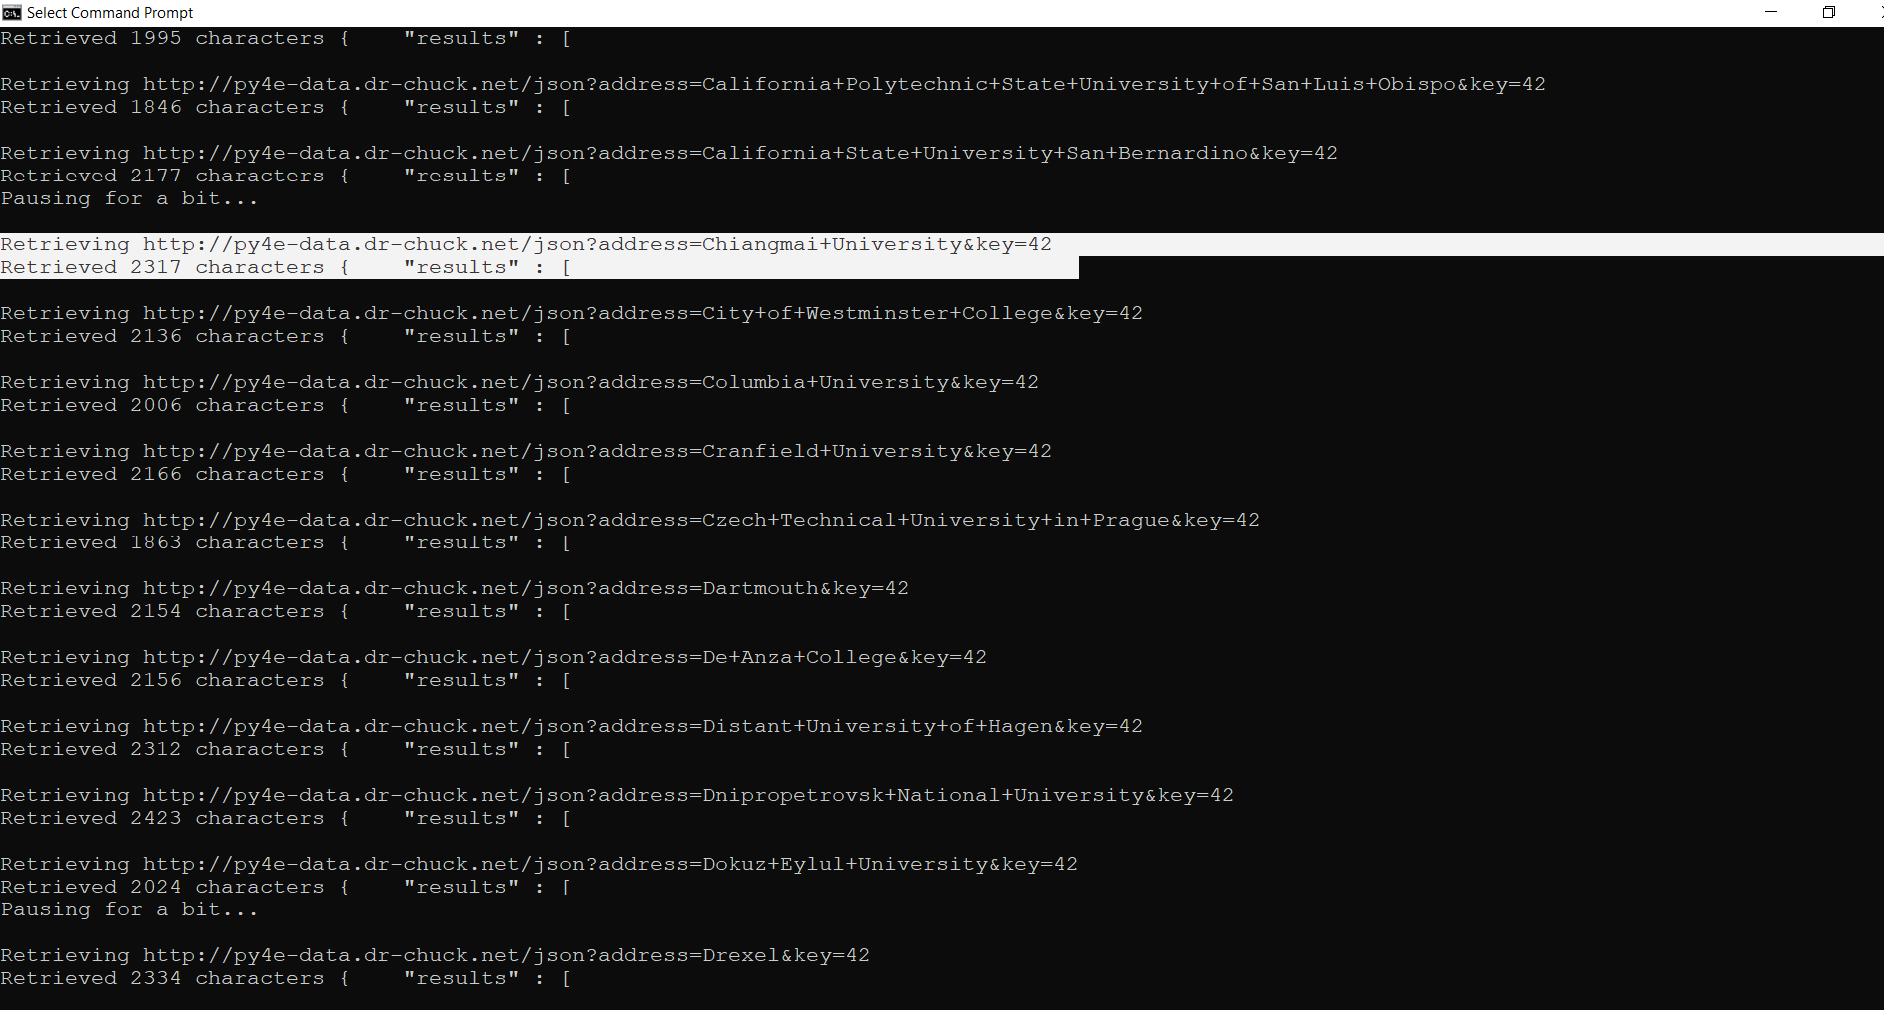 Select Command Prompt
Retrieved 1995 characters {    "results" : [
Retrieving http://py4e-data.dr-chuck.net/json?address=California+Polytechnic+State+University+of+San+Luis+Obispo&key=42
Retrieved 1846 characters {    "results" : [
Retrieving http://py4e-data.dr-chuck.net/json?address=California+State+University+San+Bernardino&key=42
Retrieved 2177 characters {    "results" : [
Pausing for a bit...
Retrieving http://py4e-data.dr-chuck.net/json?address=Chiangmai+University&key=42
Retrieved 2317 characters {    "results" : [
Retrieving http://py4e-data.dr-chuck.net/json?address=City+of+Westminster+College&key=42
Retrieved 2136 characters {    "results" : [
Retrieving http://py4e-data.dr-chuck.net/json?address=Columbia+University&key=42
Retrieved 2006 characters {    "results" : [
Retrieving http://py4e-data.dr-chuck.net/json?address=Cranfield+University&key=42
Retrieved 2166 characters {    "results" : [
Retrieving http://py4e-data.dr-chuck.net/json?address=Czech+Technical+University+in+Prague&key=42
Retrieved 1863 characters {    "results" : [
Retrieving http://py4e-data.dr-chuck.net/json?address=Dartmouth&key=42
Retrieved 2154 characters {    "results" : [
Retrieving http://py4e-data.dr-chuck.net/json?address=De+Anza+College&key=42
Retrieved 2156 characters {    "results" : [
Retrieving http://py4e-data.dr-chuck.net/json?address=Distant+University+of+Hagen&key=42
Retrieved 2312 characters {    "results" : [
Retrieving http://py4e-data.dr-chuck.net/json?address=Dnipropetrovsk+National+University&key=42
Retrieved 2423 characters {    "results" : [
Retrieving http://py4e-data.dr-chuck.net/json?address=Dokuz+Eylul+University&key=42
Retrieved 2024 characters {    "results" : [
Pausing for a bit...
Retrieving http://py4e-data.dr-chuck.net/json?address=Drexel&key=42
Retrieved 2334 characters {    "results" : [